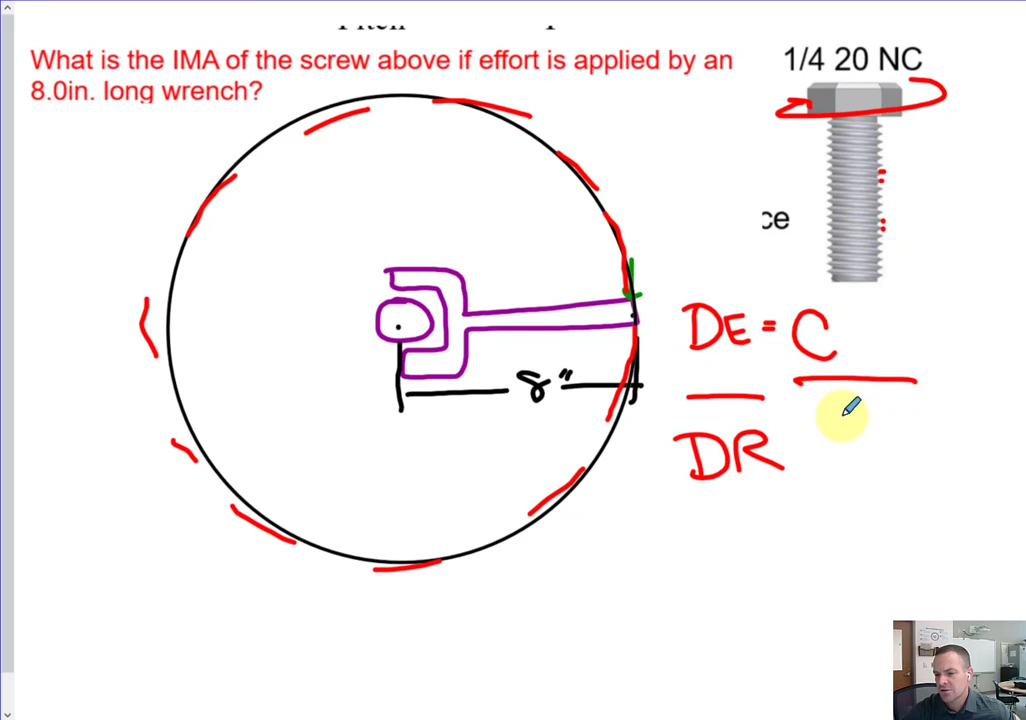 What is the IMA of the screw above if effort is applied by an
8.0in. long wrench?
1/4 20 NC
ce
DE = C
DR
8"